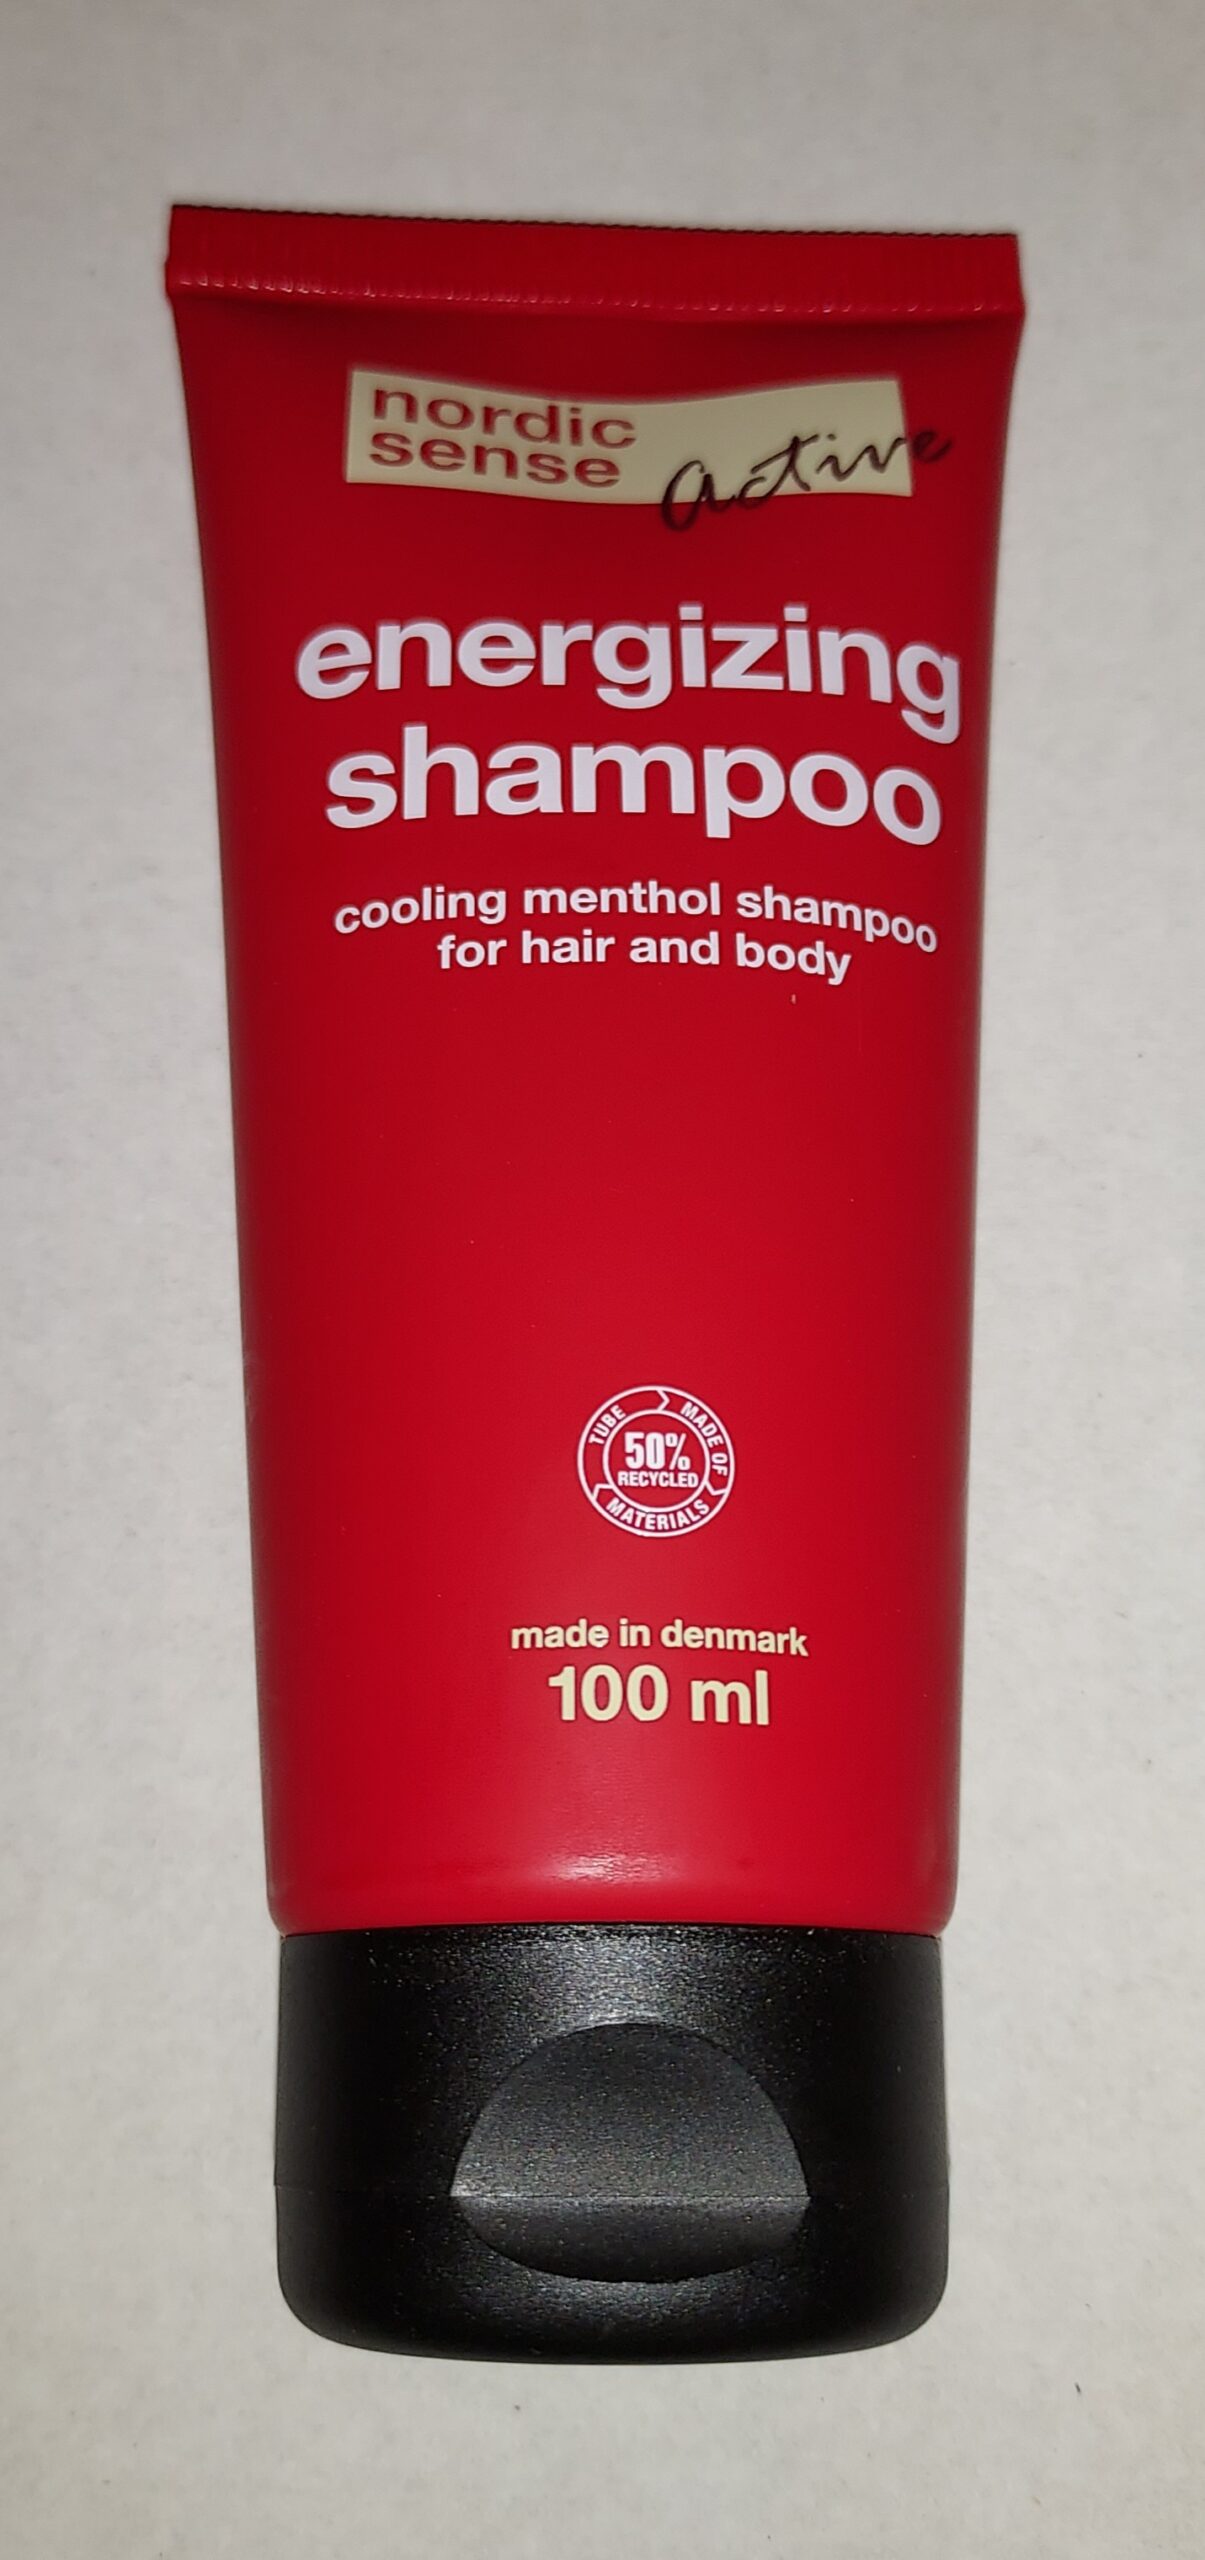 nordic
sense
active
energizing
shampoo
cooling menthol shampoo
for hair and body
TUBE MADE OF MATERIALS
50%
RECYCLED
made in denmark
100 ml